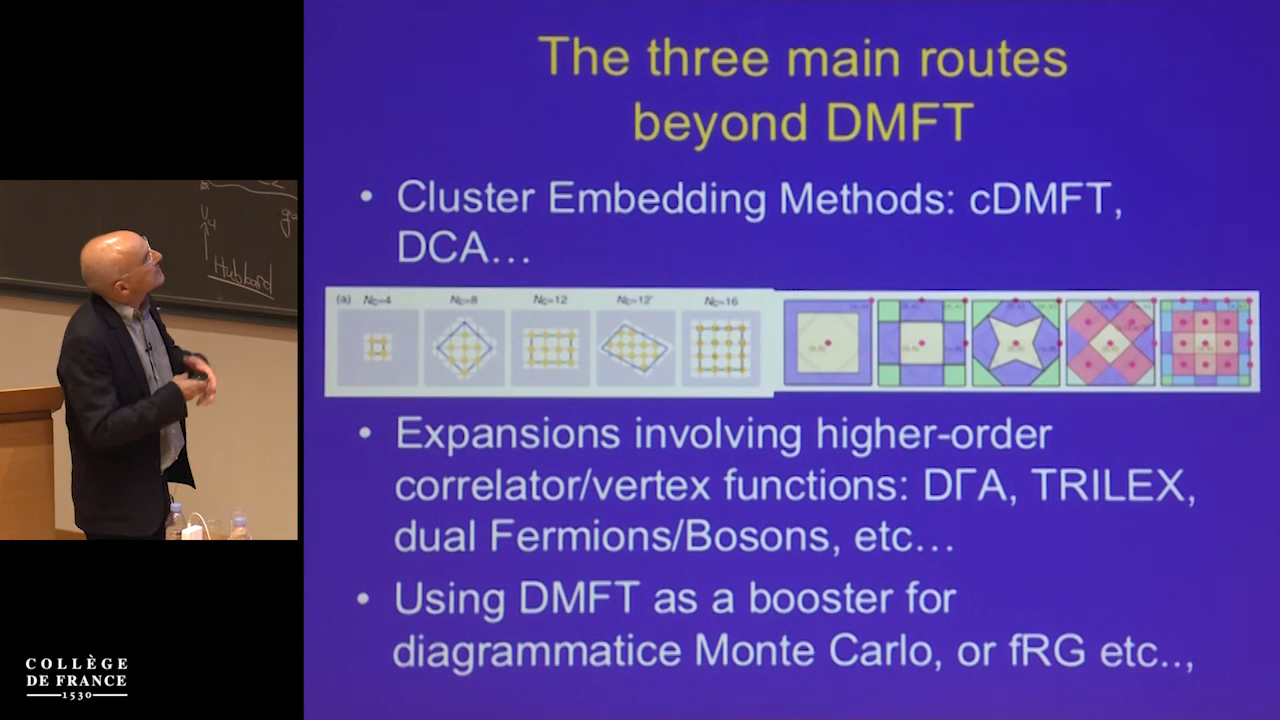 The three main routes
beyond DMFT
• Cluster Embedding Methods: cDMFT,
DCA…
(a) Nc=4 Nc=8 Nc=12 Nc=12' Nc=16
• Expansions involving higher-order
correlator/vertex functions: DΓA, TRILEX,
dual Fermions/Bosons, etc…
• Using DMFT as a booster for
diagrammatice Monte Carlo, or fRG etc..,
Hubbard
COLLÈGE
DE FRANCE
1530